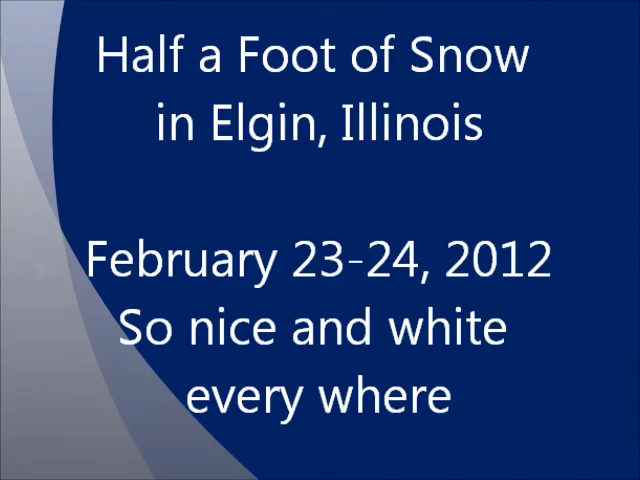 Half a Foot of Snow
in Elgin, Illinois
February 23-24, 2012
So nice and white
every where